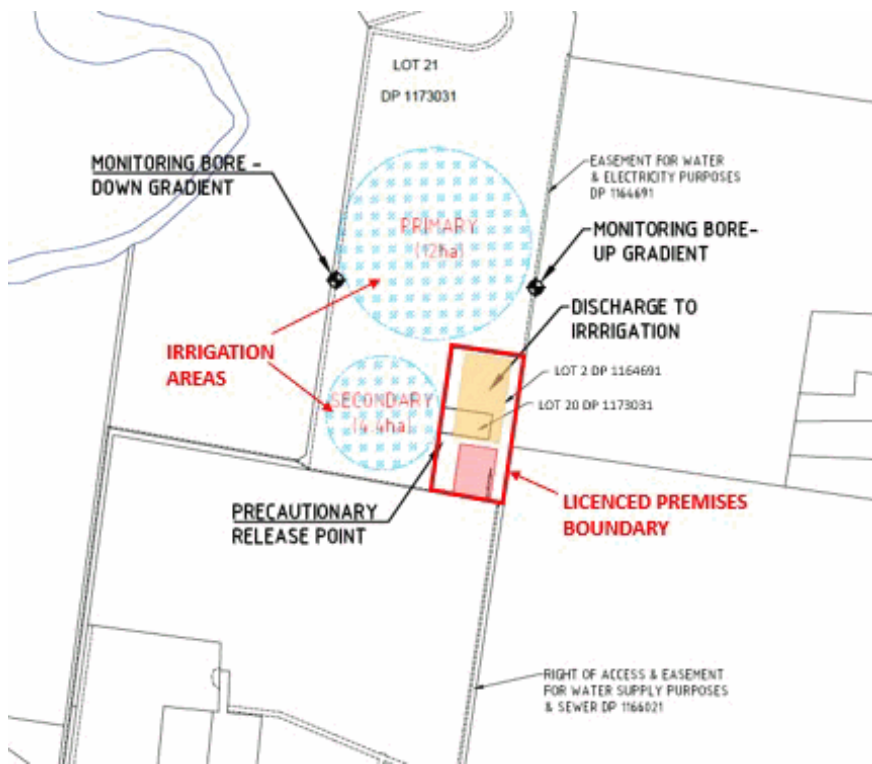 LOT 21
DP 1173031
MONITORING BORE -
DOWN GRADIENT
EASEMENT FOR WATER
& ELECTRICITY PURPOSES
DP 1164691
PRIMARY
(12ha)
MONITORING BORE-
UP GRADIENT
DISCHARGE TO
IRRRIGATION
IRRIGATION
AREAS
LOT 2 DP 1164691
SECONDARY
(4.4ha)
LOT 20 DP 1173031
PRECAUTIONARY
RELEASE POINT
LICENCED PREMISES
BOUNDARY
RIGHT OF ACCESS & EASEMENT
FOR WATER SUPPLY PURPOSES
& SEWER DP 1166021